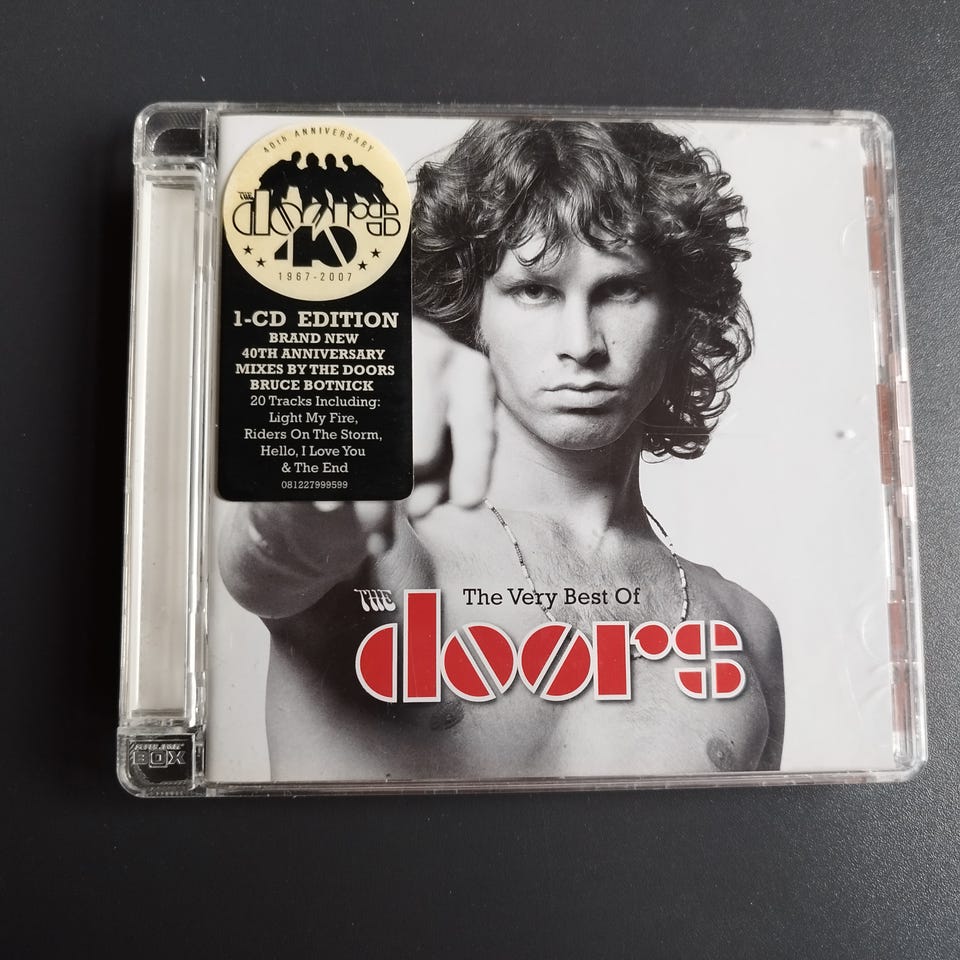 40th ANNIVERSARY
THE
doors
40
1967-2007
1-CD EDITION
BRAND NEW
40TH ANNIVERSARY
MIXES BY THE DOORS
BRUCE BOTNICK
20 Tracks Including:
Light My Fire,
Riders On The Storm,
Hello, I Love You
& The End
081227999599
The Very Best Of
THE
doors
BOX